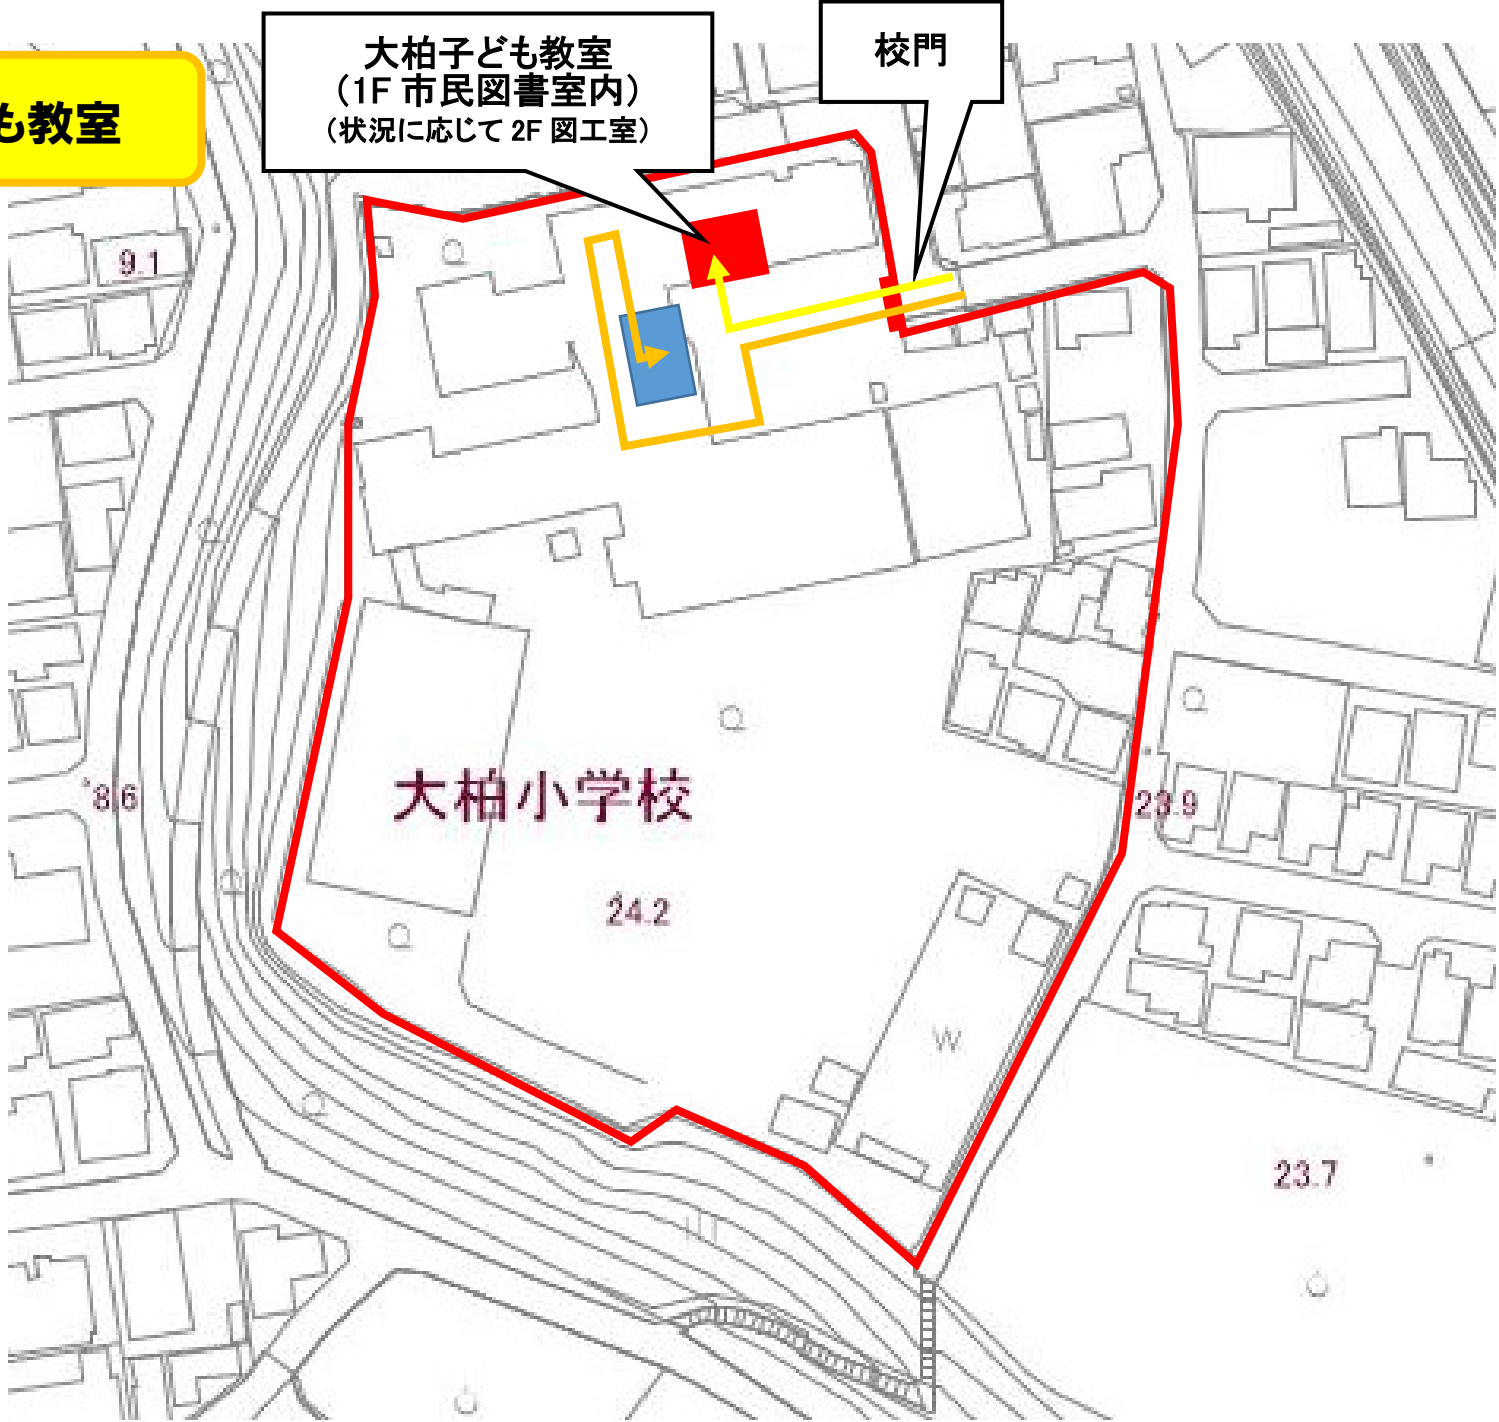 も教室
大柏子ども教室
（1F 市民図書室内）
（状況に応じて 2F 図工室）
校門
9.1
8.6
大柏小学校
24.2
23.9
W
23.7